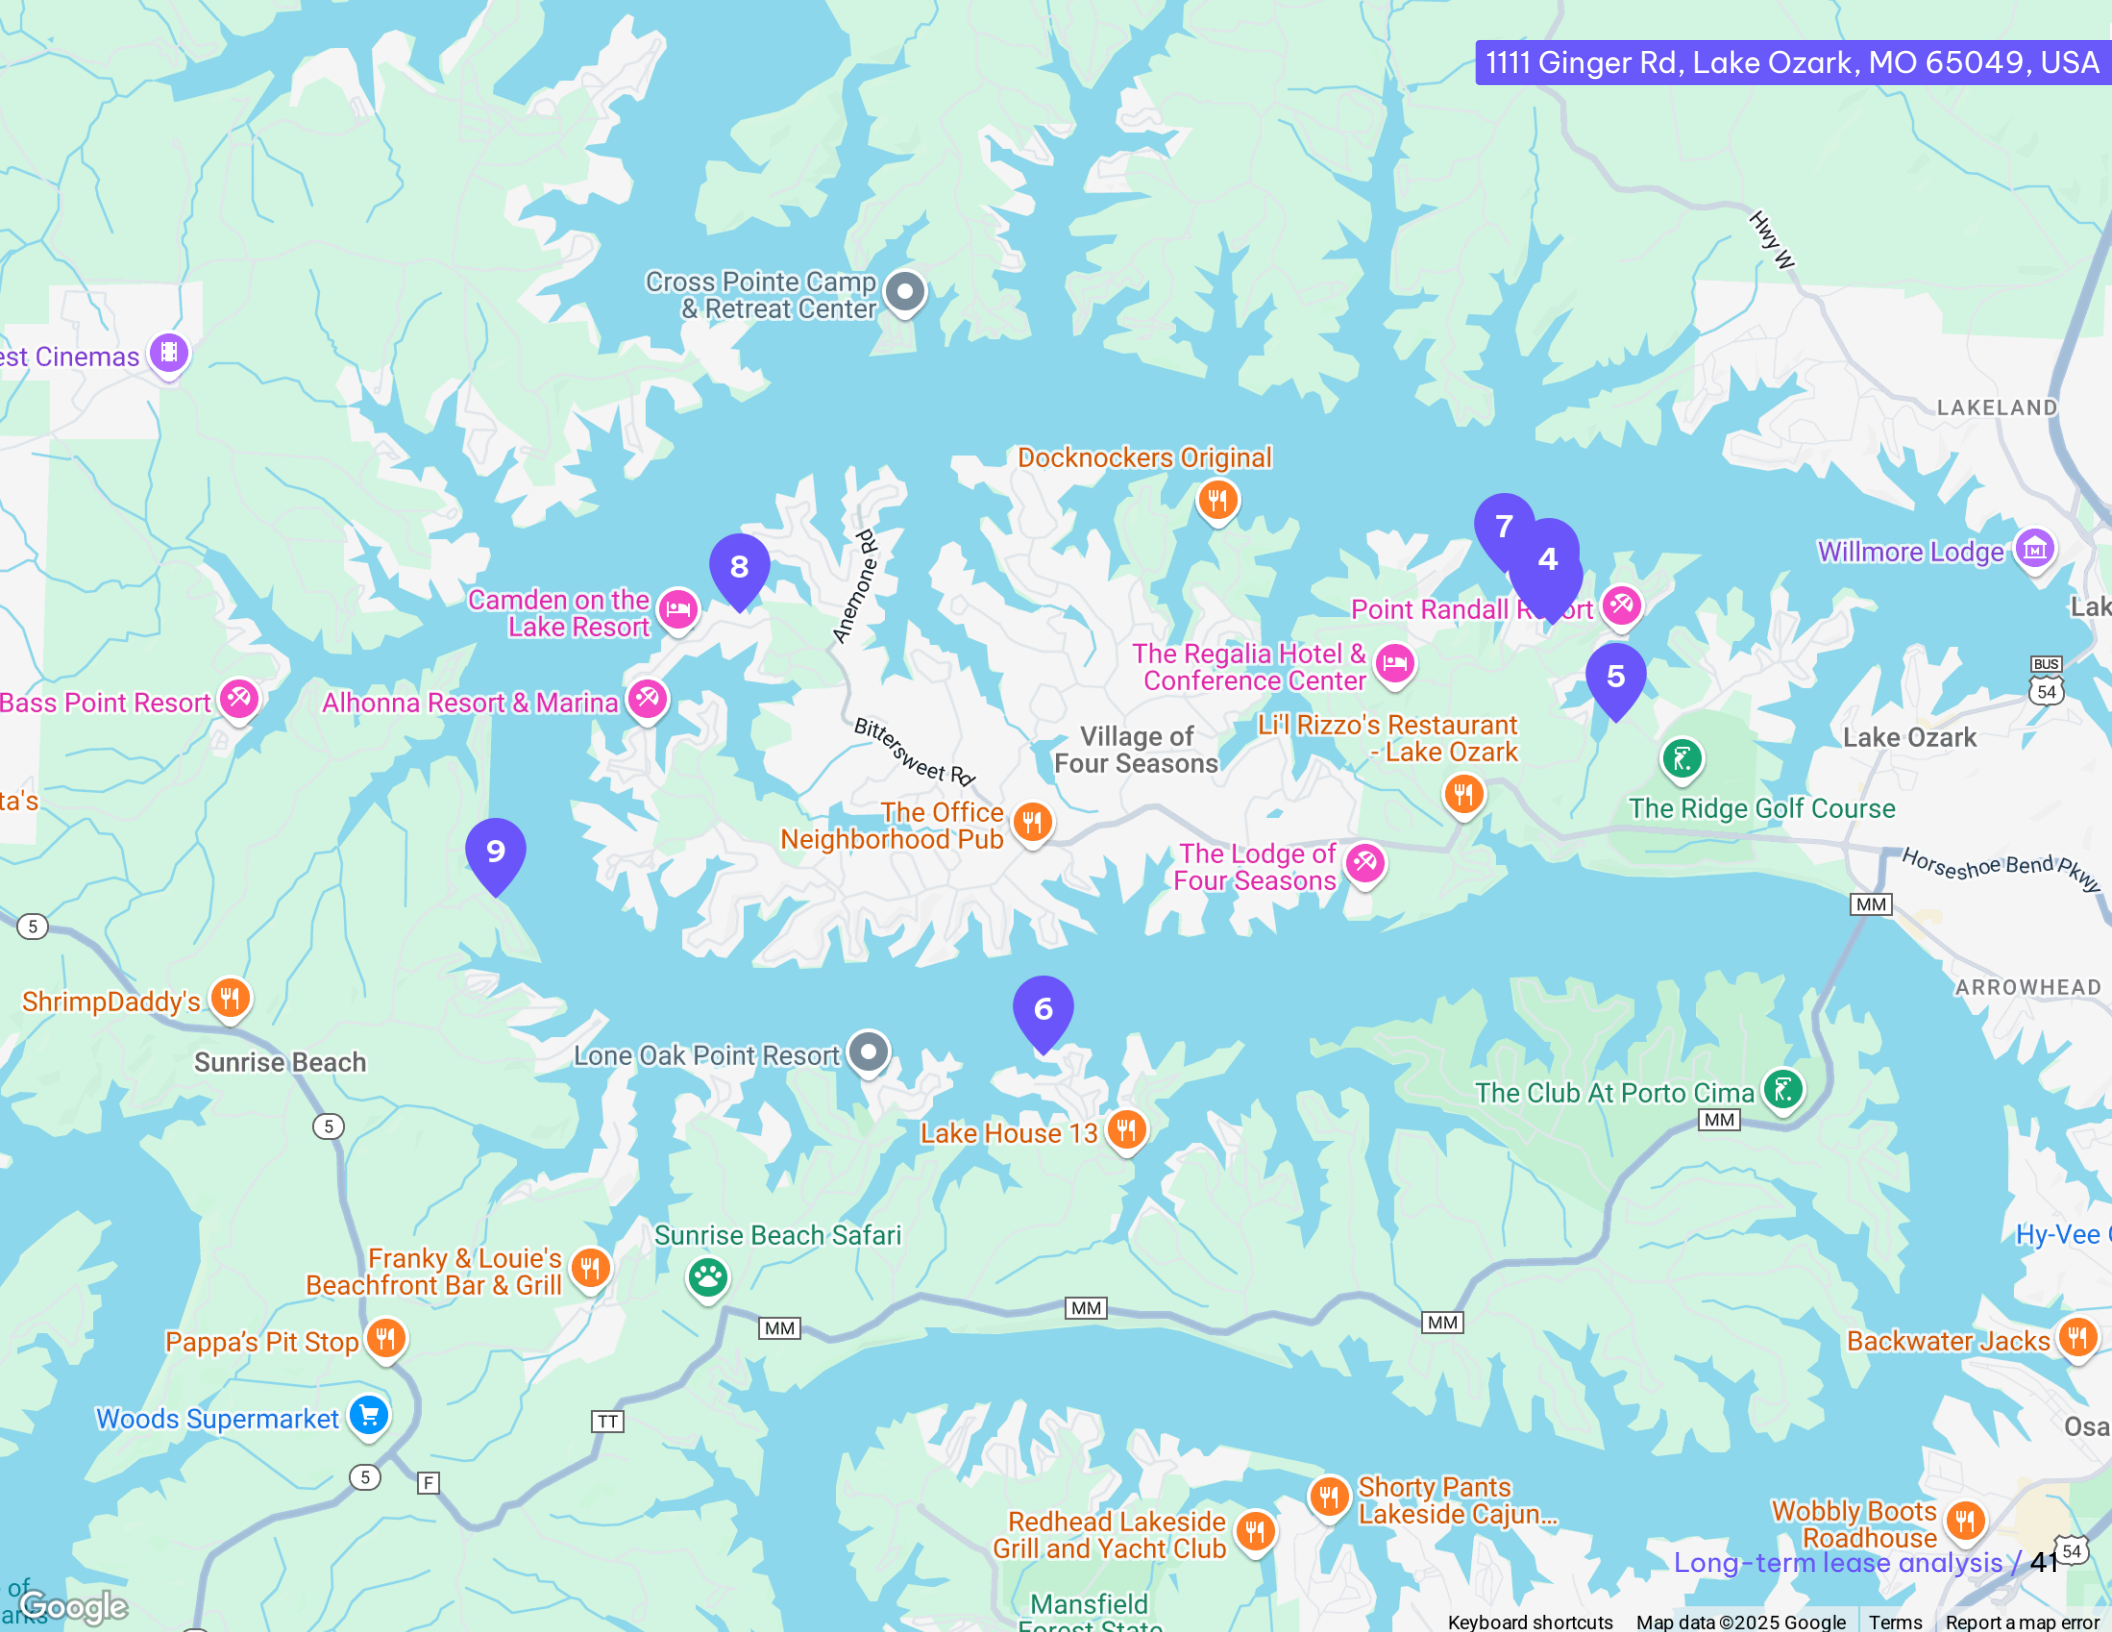 1111 Ginger Rd, Lake Ozark, MO 65049, USA
Hwy W
Cross Pointe Camp
& Retreat Center
est Cinemas
LAKELAND
Docknockers Original
7
4
Willmore Lodge
8
Anemone Rd
Camden on the
Lake Resort
Point Randall R
ort
Lak
The Regalia Hotel &
Conference Center
5
BUS
54
Bass Point Resort
Alhonna Resort & Marina
Bittersweet Rd
Village of
Four Seasons
Li'l Rizzo's Restaurant
- Lake Ozark
Lake Ozark
ta's
The Office
Neighborhood Pub
The Ridge Golf Course
9
The Lodge of
Four Seasons
Horseshoe Bend Pkwy
MM
5
ShrimpDaddy's
6
ARROWHEAD
Sunrise Beach
Lone Oak Point Resort
The Club At Porto Cima
MM
5
Lake House 13
Sunrise Beach Safari
Hy-Vee
Franky & Louie's
Beachfront Bar & Grill
MM
MM
MM
Pappa's Pit Stop
Backwater Jacks
Woods Supermarket
TT
Osa
5
F
Shorty Pants
Lakeside Cajun...
Redhead Lakeside
Grill and Yacht Club
Wobbly Boots
Roadhouse
54
Long-term lease analysis / 41
of
arks
Google
Mansfield
Forest State
Keyboard shortcuts
Map data ©2025 Google
Terms
Report a map error